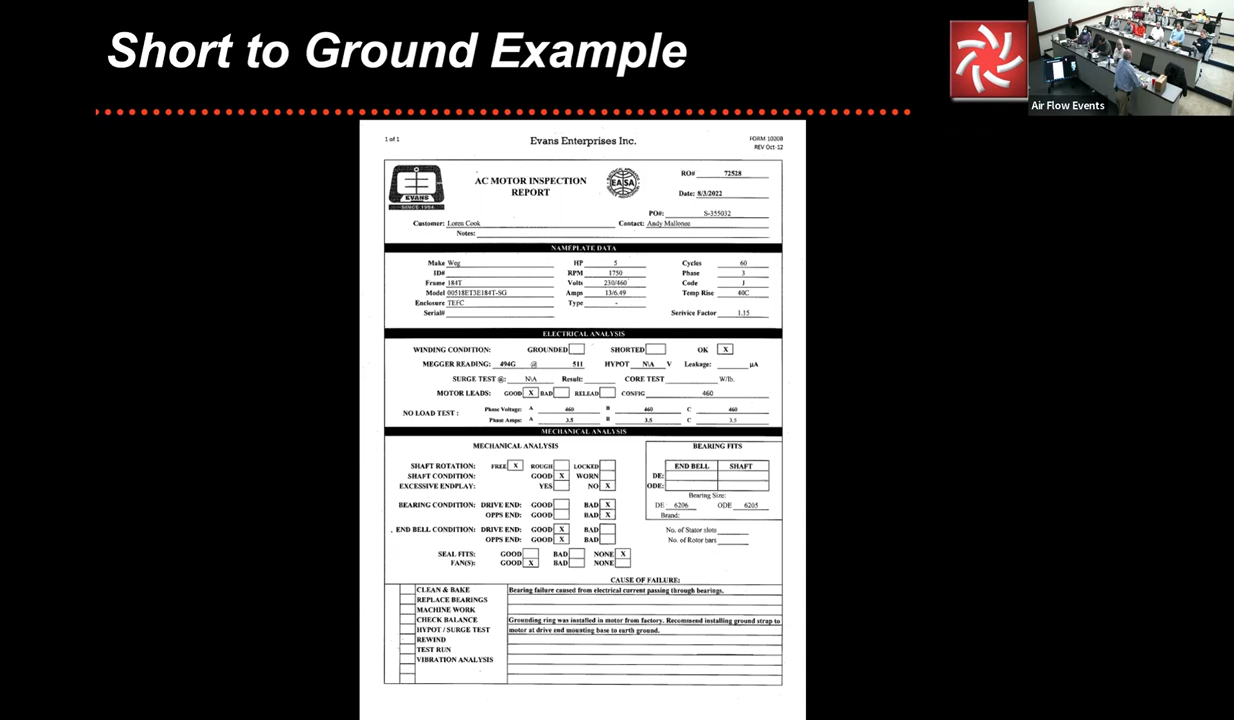 Short to Ground Example
Air Flow Events
1 of 1
Evans Enterprises Inc.
FORM 1020B
REV Oct-12
EVANS
SINCE 1954
AC MOTOR INSPECTION
REPORT
EASA
RO# 72528
Date: 8/3/2022
PO#: S-355032
Customer: Loren Cook Contact: Andy Mallonee
Notes:
NAMEPLATE DATA
Make Weg HP 5 Cycles 60
ID# RPM 1750 Phase 3
Frame 184T Volts 230/460 Code J
Model 00518ET3E184T-SG Amps 13/6.49 Temp Rise 40C
Enclosure TEFC Type -
Serial# Serivice Factor 1.15
ELECTRICAL ANALYSIS
WINDING CONDITION: GROUNDED SHORTED OK X
MEGGER READING: 494G @ 511 HYPOT N\A V Leakage: µA
SURGE TEST @: N\A Result: CORE TEST W/lb.
MOTOR LEADS: GOOD X BAD RELEAD CONFIG 460
NO LOAD TEST :
Phase Voltage: A 460 B 460 C 460
Phase Amps: A 3.5 B 3.5 C 3.5
MECHANICAL ANALYSIS
MECHANICAL ANALYSIS BEARING FITS
SHAFT ROTATION: FREE X ROUGH LOCKED END BELL SHAFT
SHAFT CONDITION: GOOD X WORN DE:
EXCESSIVE ENDPLAY: YES NO X ODE:
Bearing Size:
BEARING CONDITION: DRIVE END: GOOD BAD X DE 6206 ODE 6205
OPPS END: GOOD BAD X Brand:
END BELL CONDITION: DRIVE END: GOOD X BAD No. of Stator slots
OPPS END: GOOD X BAD No. of Rotor bars
SEAL FITS: GOOD BAD NONE X
FAN(S): GOOD X BAD NONE
CAUSE OF FAILURE:
CLEAN & BAKE Bearing failure caused from electrical current passing through bearings.
REPLACE BEARINGS
MACHINE WORK
CHECK BALANCE Grounding ring was installed in motor from factory. Recommend installing ground strap to
HYPOT / SURGE TEST motor at drive end mounting base to earth ground.
REWIND
TEST RUN
VIBRATION ANALYSIS